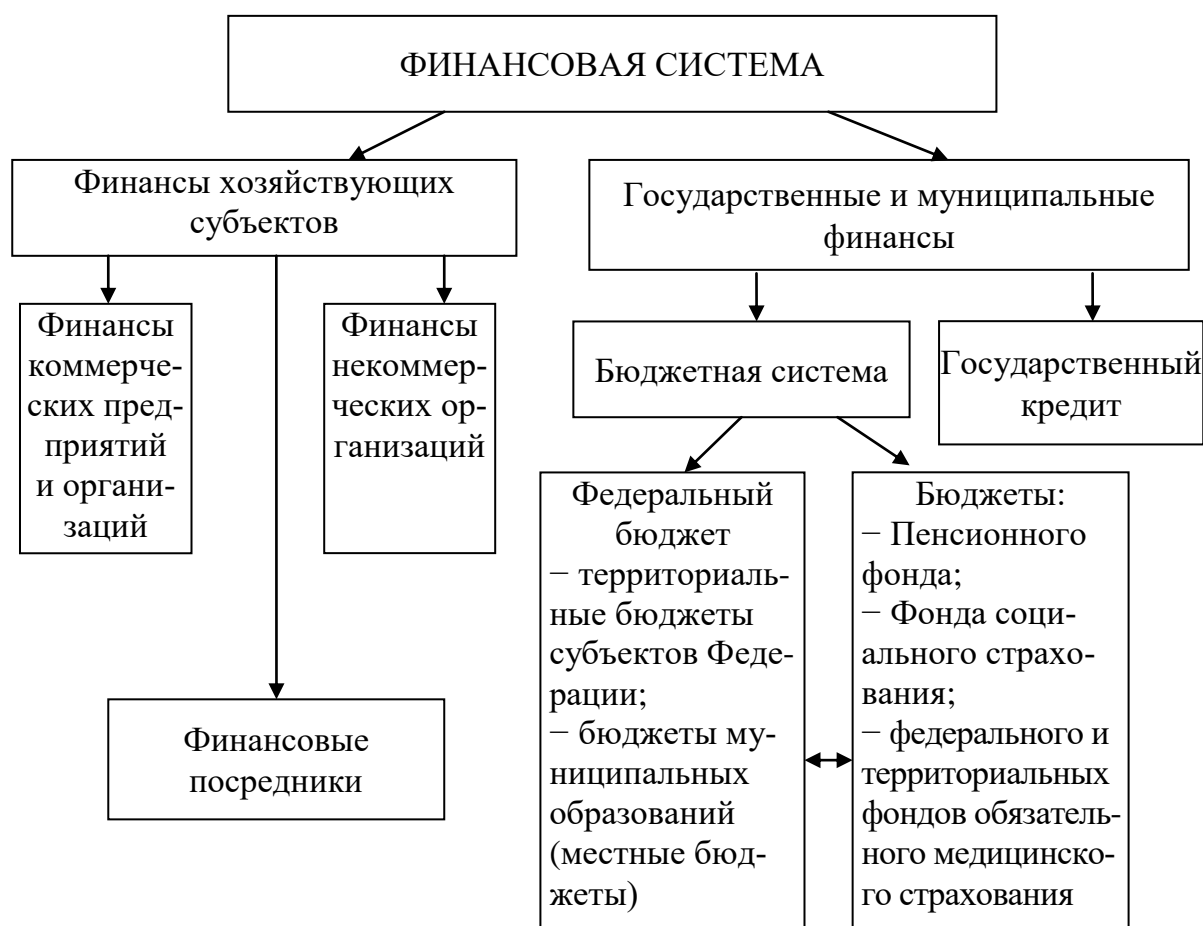 ФИНАНСОВАЯ СИСТЕМА
Финансы хозяйствующих
субъектов
Государственные и муниципальные
финансы
Финансы
коммерче-
ских пред-
приятий
и органи-
заций
Финансы
некоммер-
ческих ор-
ганизаций
Бюджетная система
Государственный
кредит
Финансовые
посредники
Федеральный
бюджет
− территориаль-
ные бюджеты
субъектов Феде-
рации;
− бюджеты му-
ниципальных
образований
(местные бюд-
жеты)
Бюджеты:
− Пенсионного
фонда;
− Фонда соци-
ального страхо-
вания;
− федерального и
территориальных
фондов обязатель-
ного медицинско-
го страхования